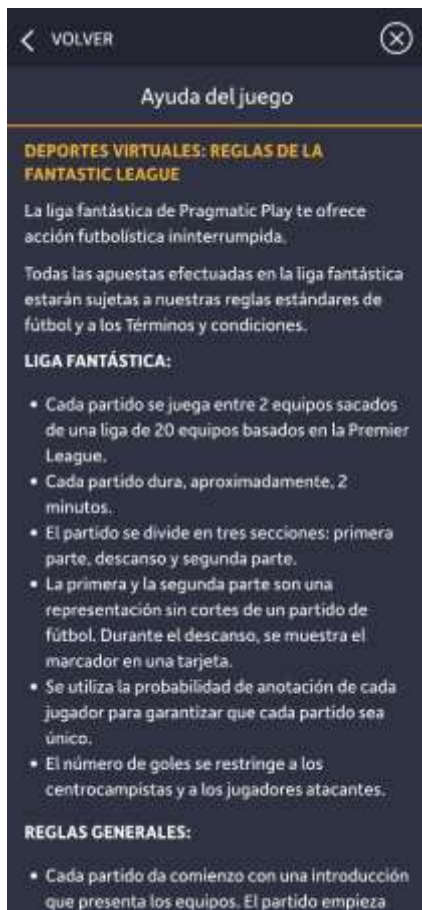 VOLVER
Ayuda del juego
DEPORTES VIRTUALES: REGLAS DE LA
FANTASTIC LEAGUE
La liga fantástica de Pragmatic Play te ofrece
acción futbolística ininterrumpida.
Todas las apuestas efectuadas en la liga fantástica
estarán sujetas a nuestras reglas estándares de
fútbol y a los Términos y condiciones.
LIGA FANTÁSTICA:
• Cada partido se juega entre 2 equipos sacados
de una liga de 20 equipos basados en la Premier
League.
• Cada partido dura, aproximadamente, 2
minutos.
• El partido se divide en tres secciones: primera
parte, descanso y segunda parte.
• La primera y la segunda parte son una
representación sin cortes de un partido de
fútbol. Durante el descanso, se muestra el
marcador en una tarjeta.
• Se utiliza la probabilidad de anotación de cada
jugador para garantizar que cada partido sea
único.
• El número de goles se restringe a los
centrocampistas y a los jugadores atacantes.
REGLAS GENERALES:
• Cada partido da comienzo con una introducción
que presenta los equipos. El partido empieza